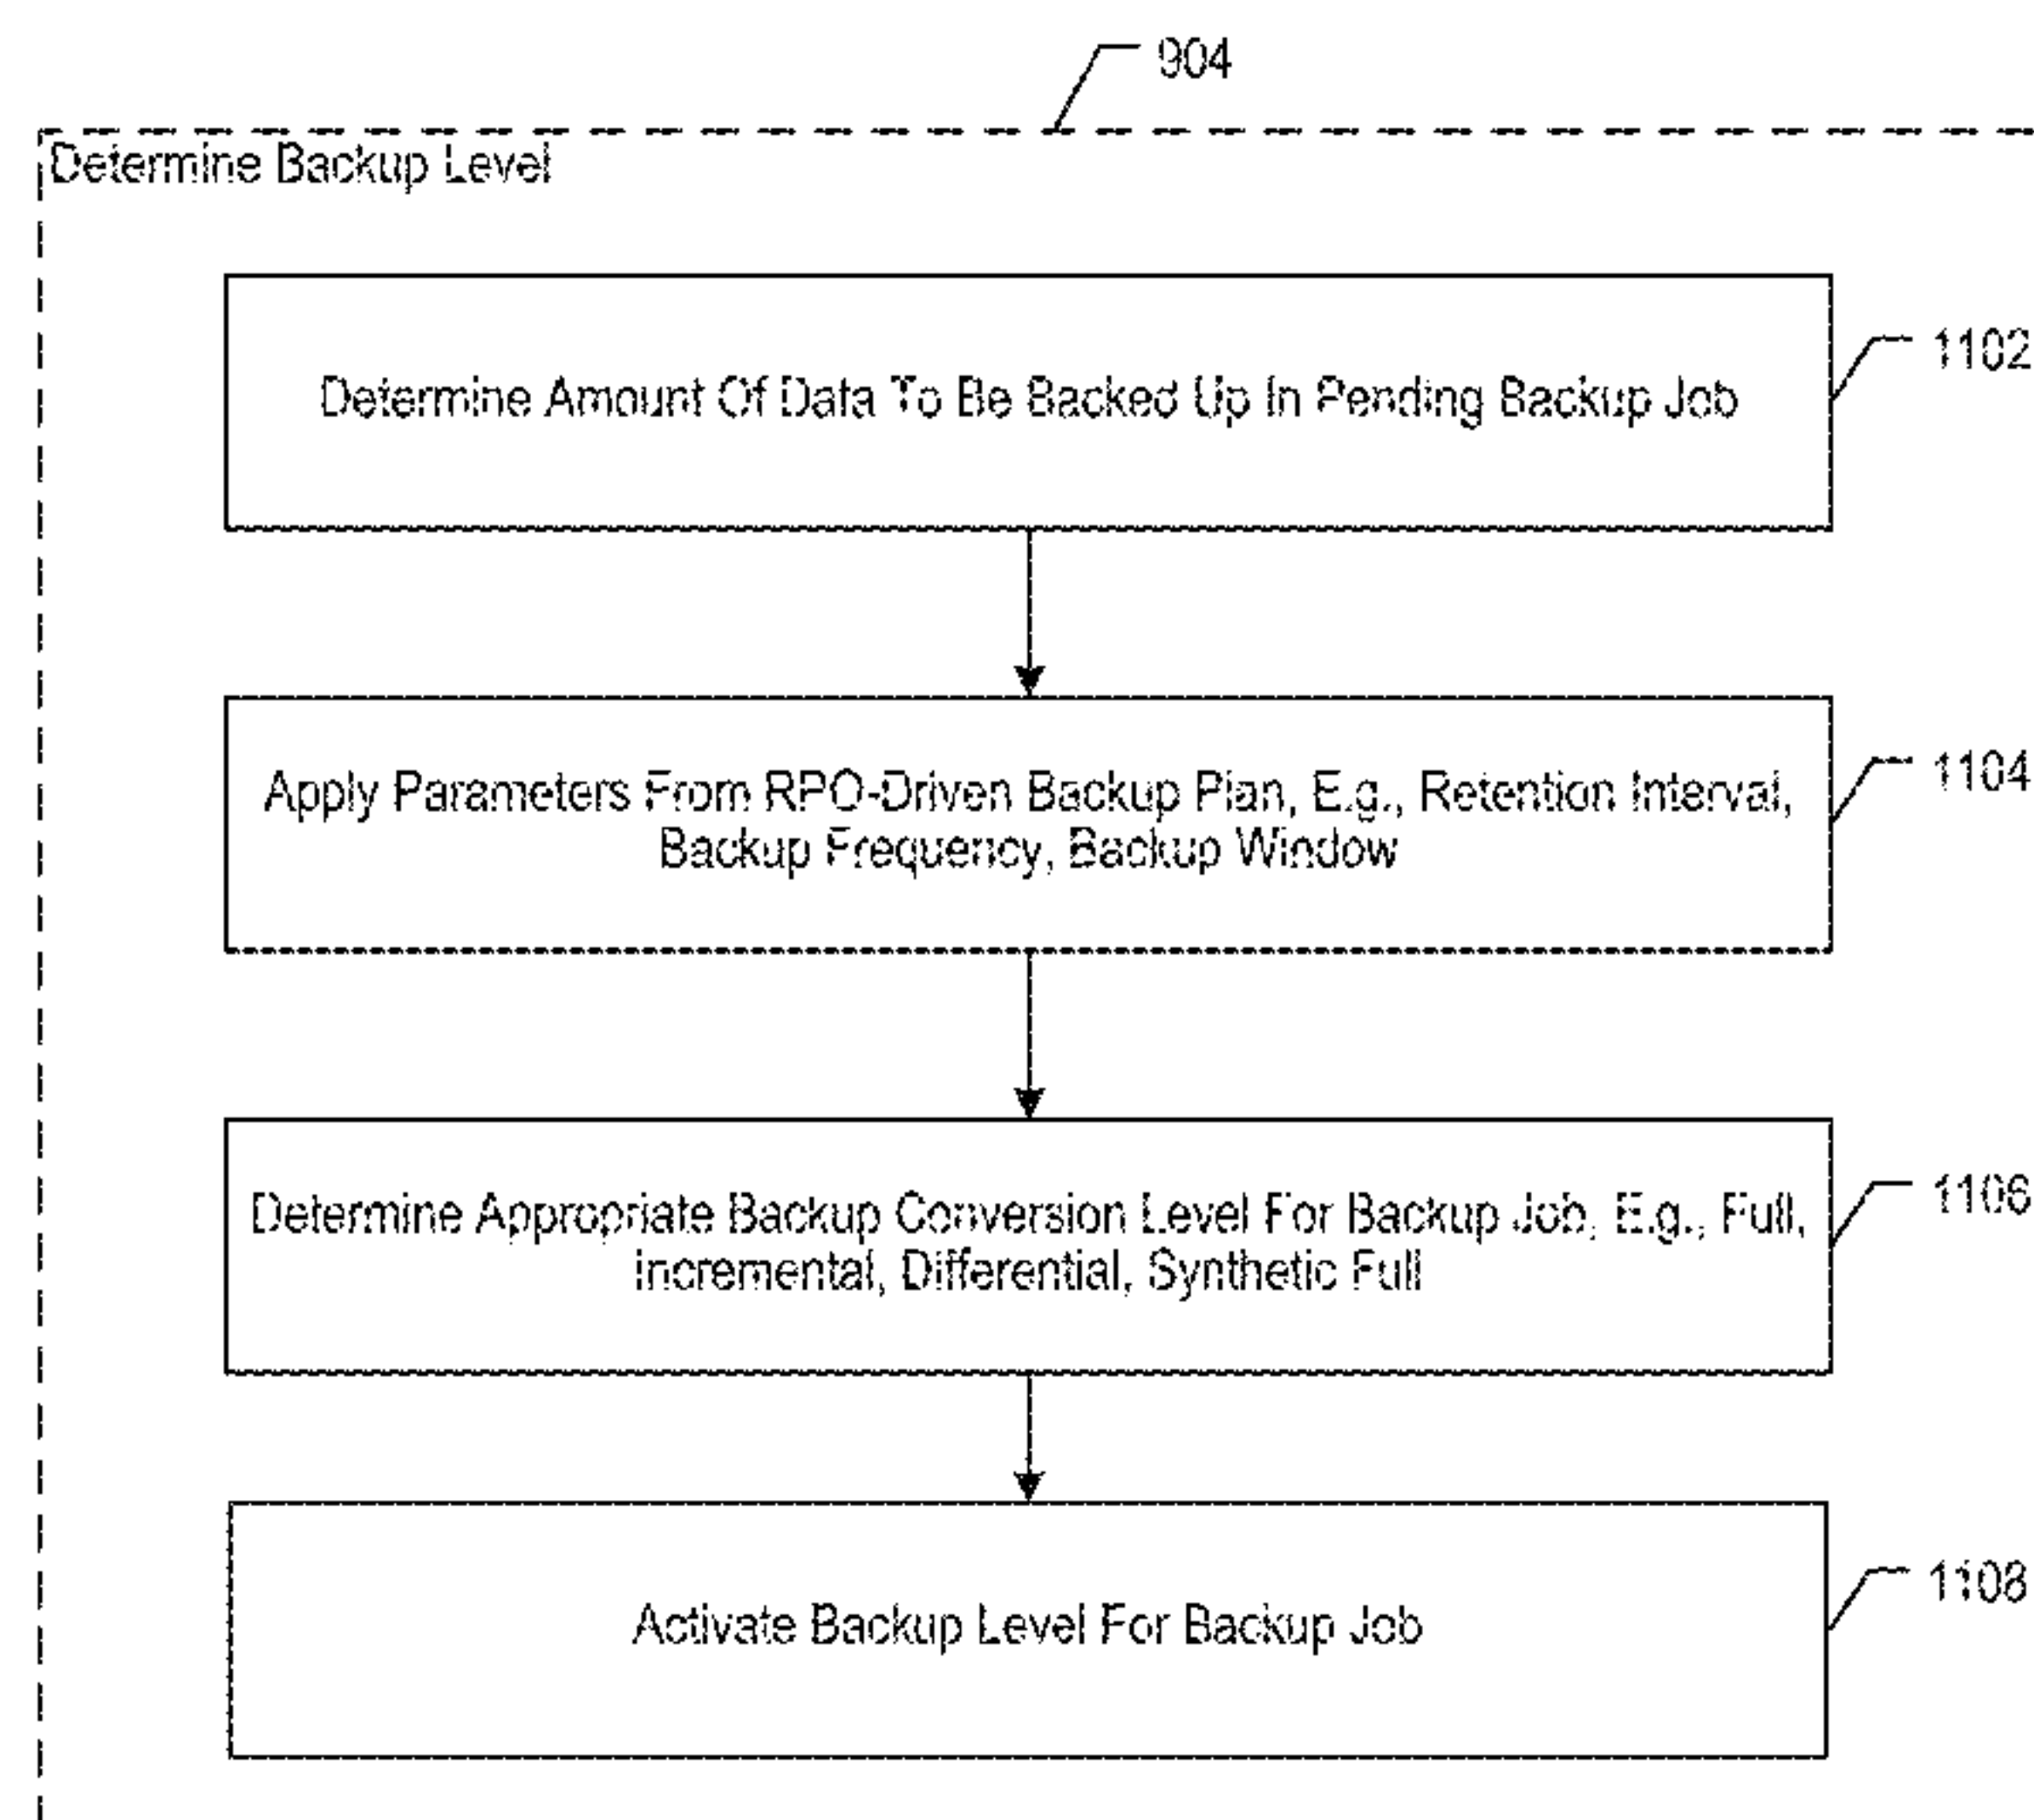 904
Determine Backup Level
1102
Determine Amount Of Data To Be Backed Up In Pending Backup Job
1104
Apply Parameters From RPO-Driven Backup Plan, E.g., Retention Interval,
Backup Frequency, Backup Window
1106
Determine Appropriate Backup Conversion Level For Backup Job, E.g., Full,
Incremental, Differential, Synthetic Full
1108
Activate Backup Level For Backup Job